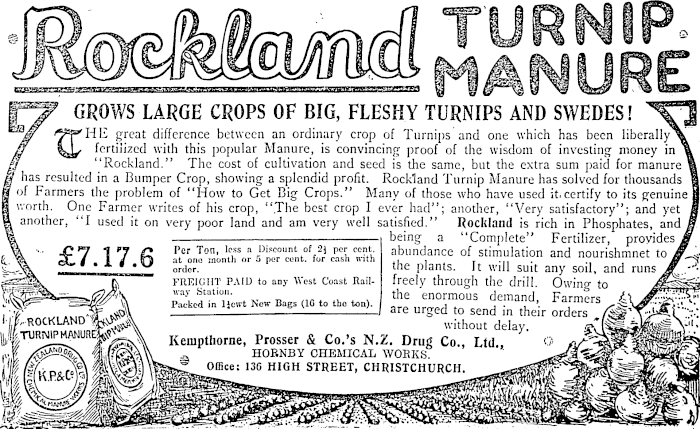 Rockland TURNIP MANURE
GROWS LARGE CROPS OF BIG, FLESHY TURNIPS AND SWEDES!
THE great difference between an ordinary crop of Turnips and one which has been liberally
fertilized with this popular Manure, is convincing proof of the wisdom of investing money in
"Rockland." The cost of cultivation and seed is the same, but the extra sum paid for manure
has resulted in a Bumper Crop, showing a splendid profit. Rockland Turnip Manure has solved for thousands
of Farmers the problem of "How to Get Big Crops." Many of those who have used it certify to its genuine
worth. One Farmer writes of his crop, "The best crop I ever had"; another, "Very satisfactory"; and yet
another, "I used it on very poor land and am very well satisfied." Rockland is rich in Phosphates, and
being a "Complete" Fertilizer, provides
abundance of stimulation and nourishmnet to
the plants. It will suit any soil, and runs
freely through the drill. Owing to
the enormous demand, Farmers
are urged to send in their orders
without delay.
£7.17.6
Per Ton, less a Discount of 2½ per cent.
at one month or 5 per cent. for cash with
order.
FREIGHT PAID to any West Coast Rail-
way Station.
Packed in 1¼cwt New Bags (16 to the ton).
Kempthorne, Prosser & Co.'s N.Z. Drug Co., Ltd.,
HORNBY CHEMICAL WORKS.
Office: 136 HIGH STREET, CHRISTCHURCH.
"ROCKLAND"
TURNIP MANURE
K.P.&Co